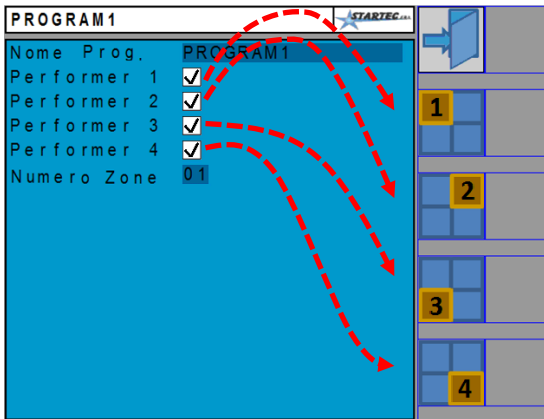 PROGRAM1
STARTEC s.r.l.
Nome Prog. PROGRAM1
Performer 1
Performer 2
Performer 3
Performer 4
Numero Zone 01
1
2
3
4